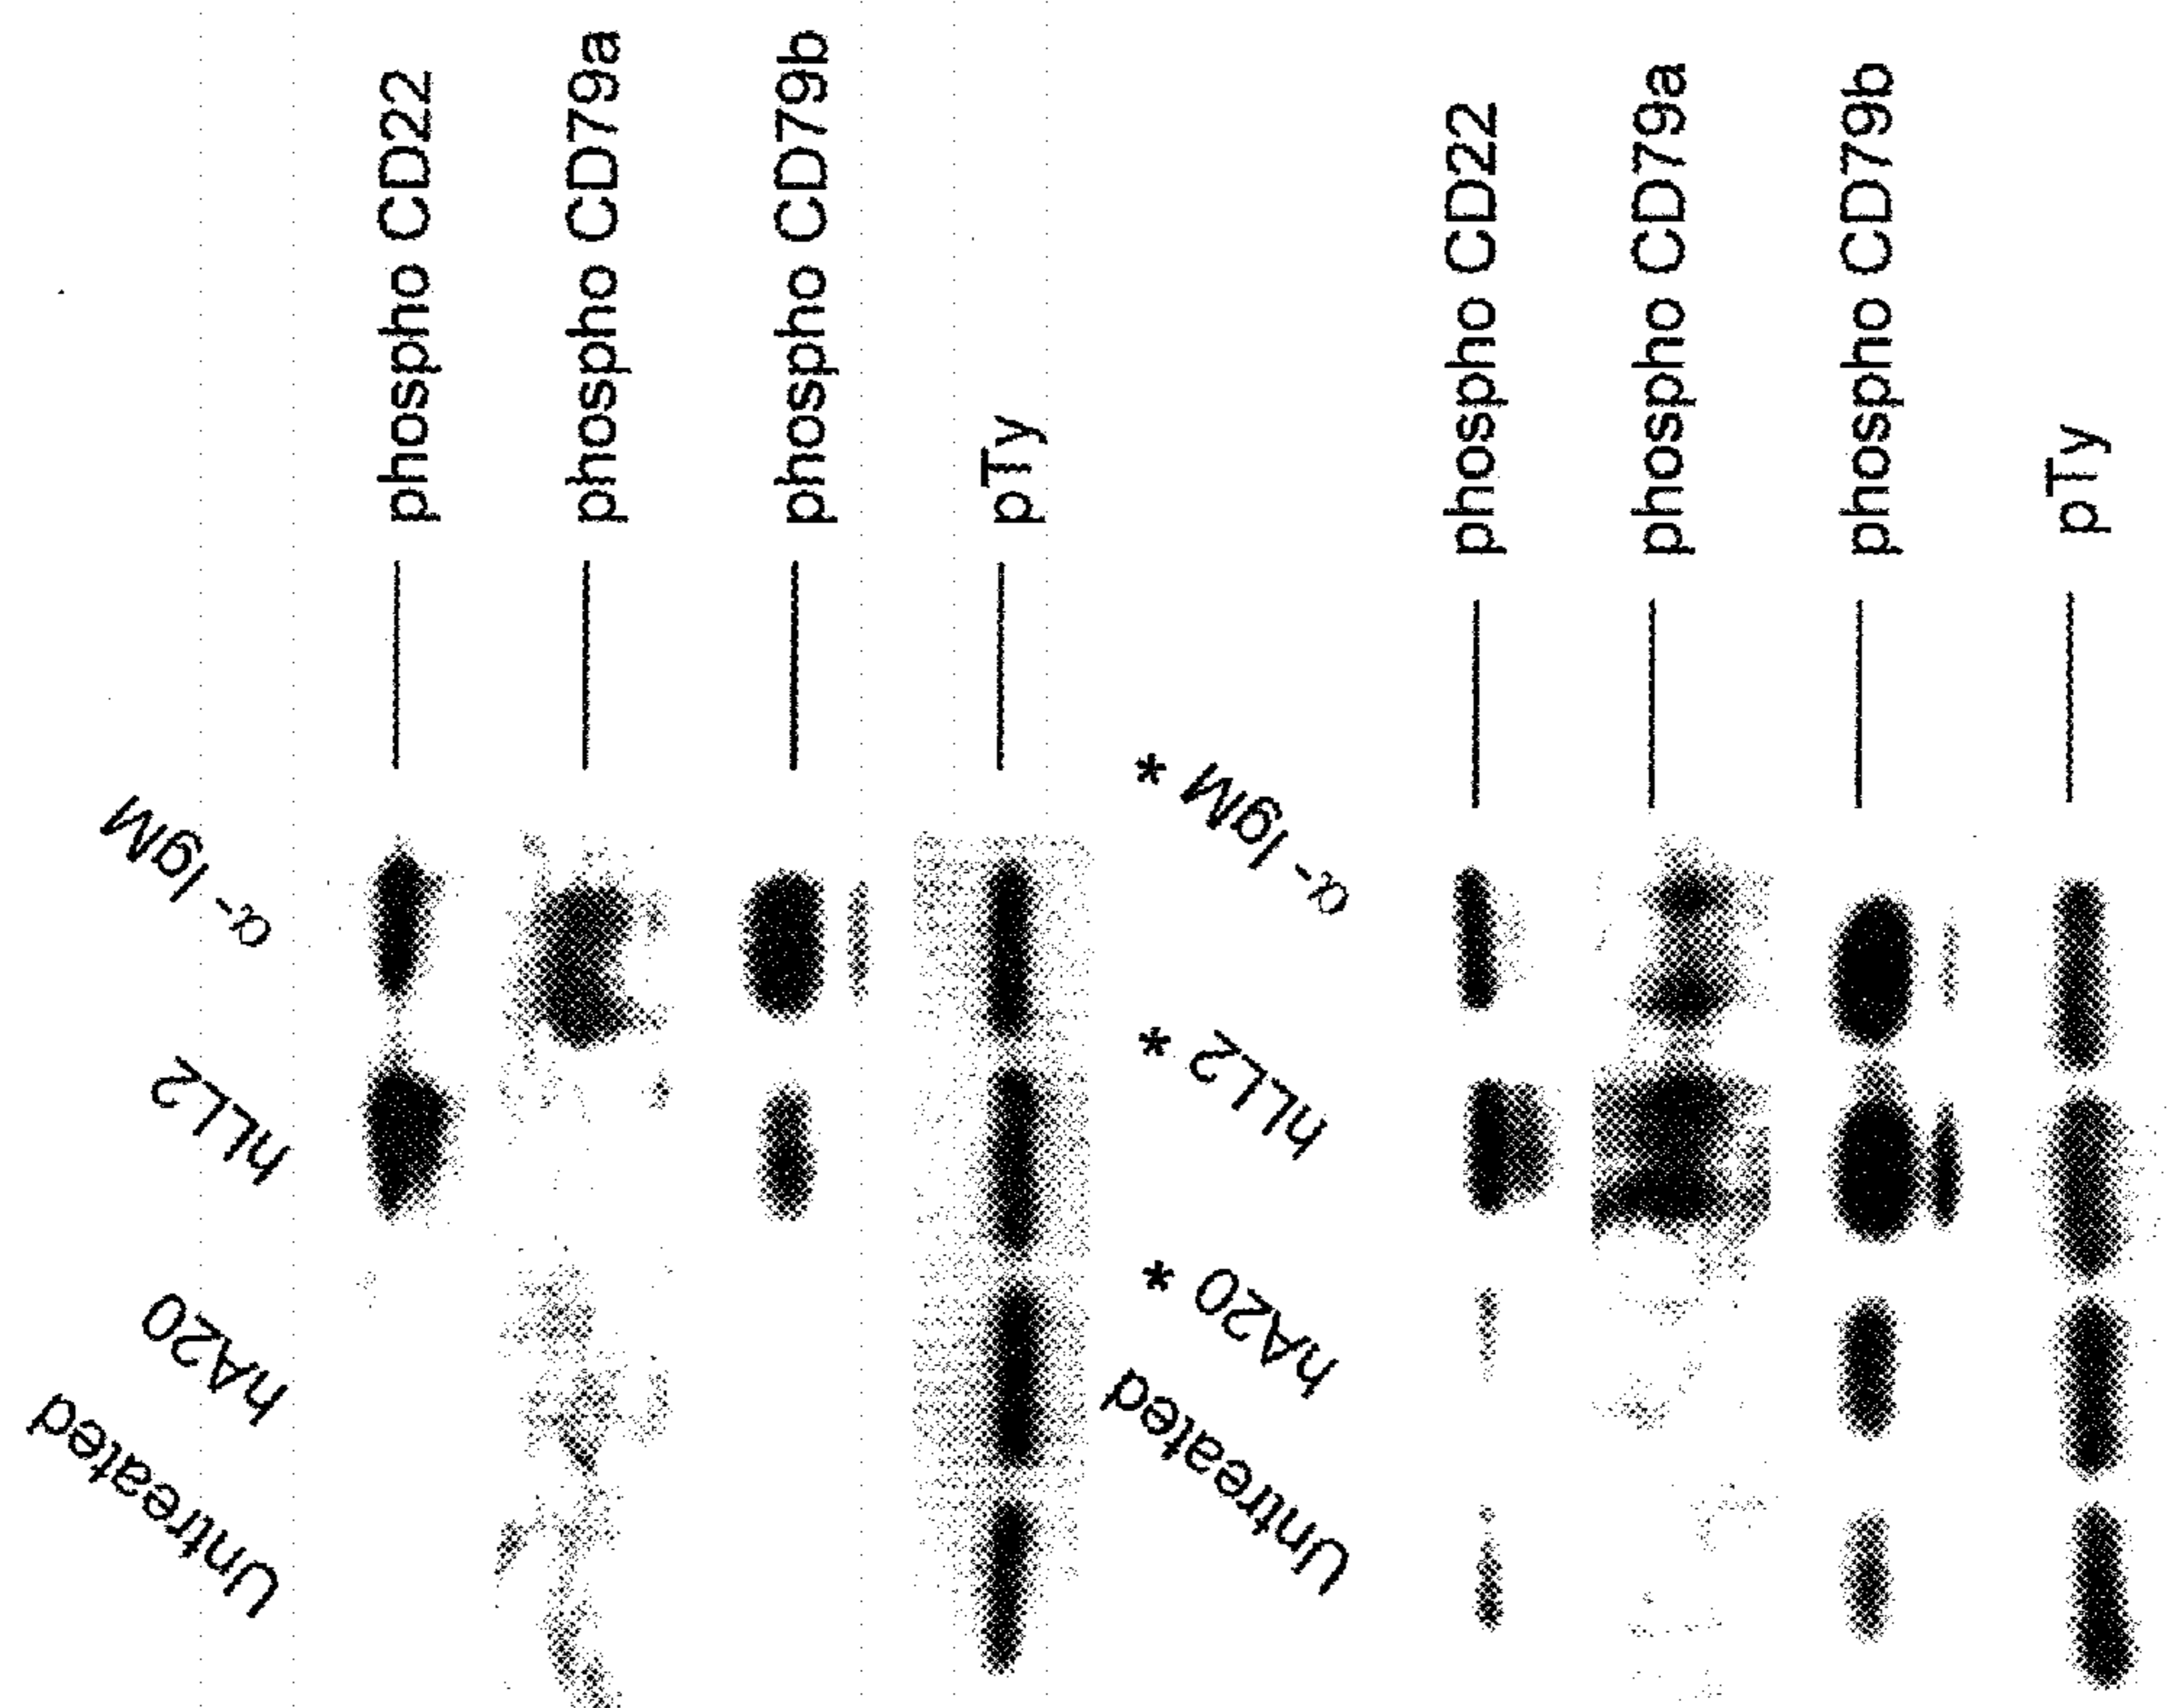 Untreated
hA20
hLL2
α- IgM
phospho CD22
phospho CD79a
phospho CD79b
pTy
Untreated
hA20 *
hLL2 *
α- IgM *
phospho CD22
phospho CD79a
phospho CD79b
pTy